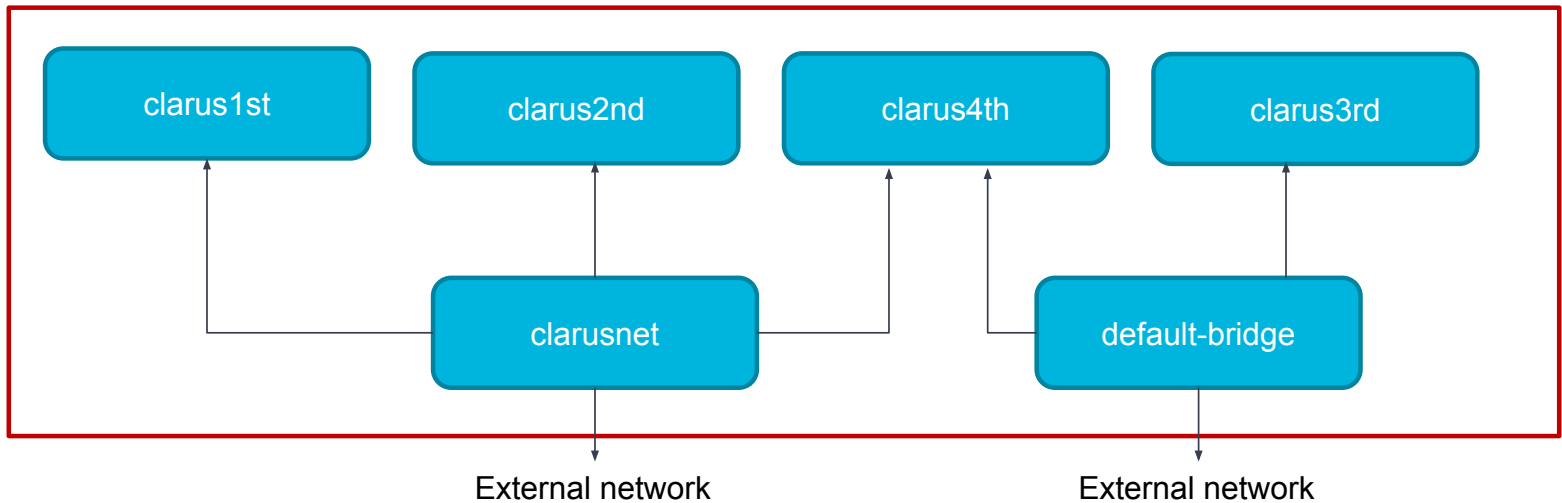 clarus1st
clarus2nd
clarus4th
clarus3rd
clarusnet
default-bridge
External network
External network